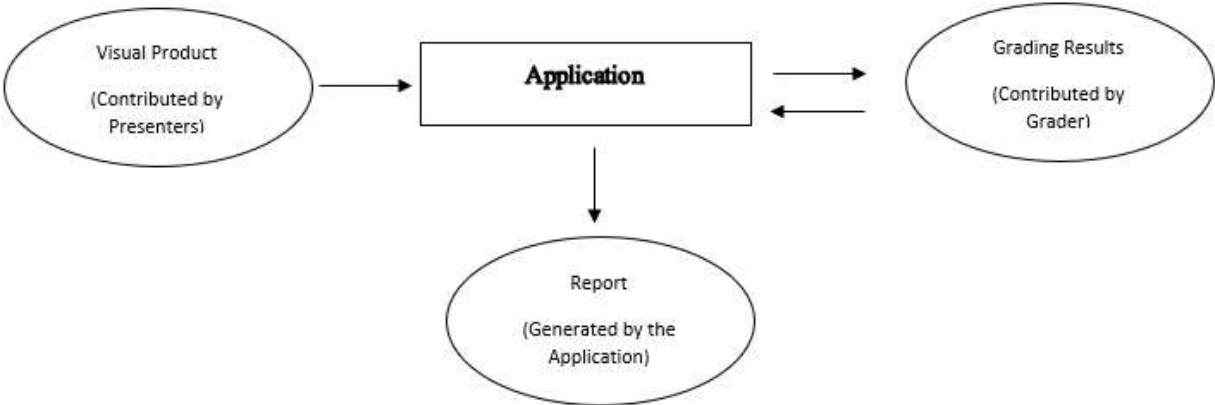 Visual Product
(Contributed by
Presenters)
Application
Grading Results
(Contributed by
Grader)
Report
(Generated by the
Application)